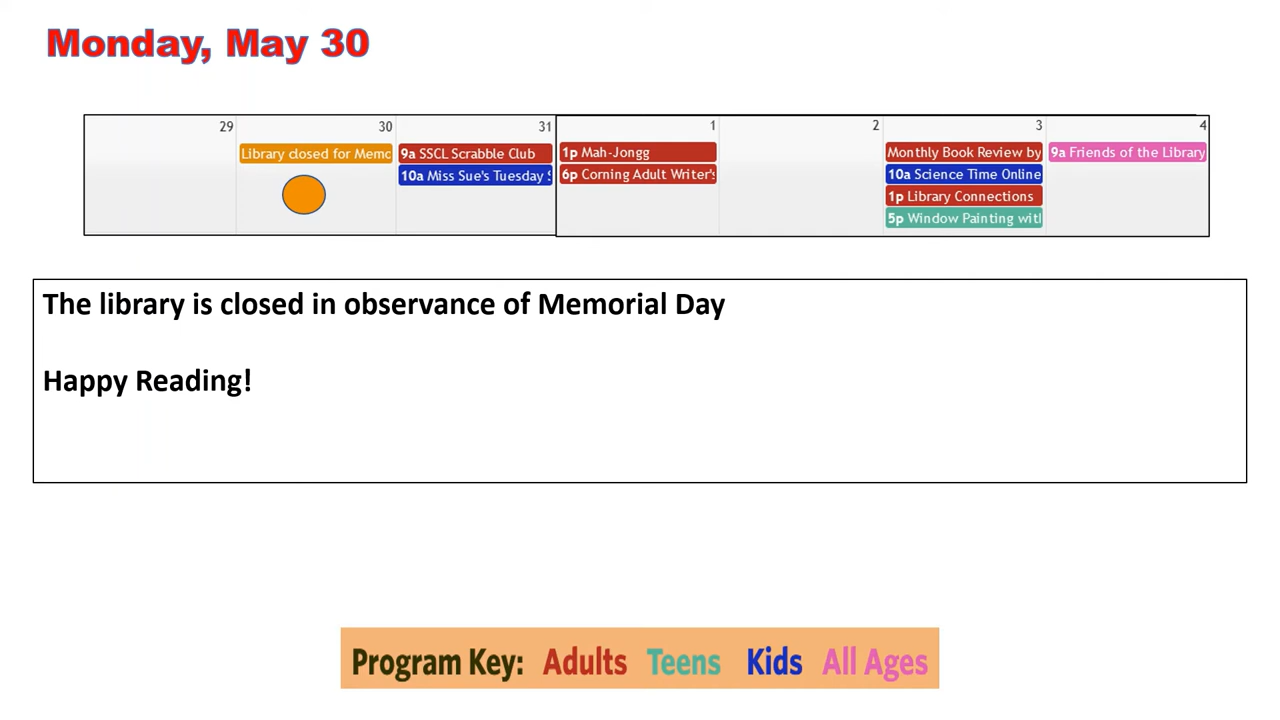 Monday, May 30
29 30 31 1 2 3 4
Library closed for Memo
9a SSCL Scrabble Club
10a Miss Sue's Tuesday
1p Mah-Jongg
6p Corning Adult Writer's
Monthly Book Review by
10a Science Time Online
1p Library Connections
5p Window Painting with
9a Friends of the Library
The library is closed in observance of Memorial Day
Happy Reading!
Program Key: Adults Teens Kids All Ages